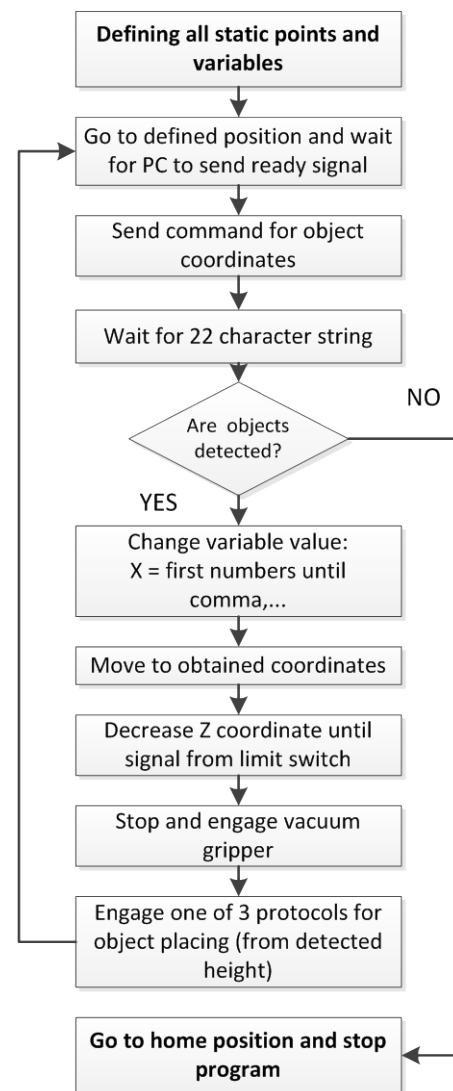 Defining all static points and
variables
Go to defined position and wait
for PC to send ready signal
Send command for object
coordinates
Wait for 22 character string
Are objects
detected?
NO
YES
Change variable value:
X = first numbers until
comma,...
Move to obtained coordinates
Decrease Z coordinate until
signal from limit switch
Stop and engage vacuum
gripper
Engage one of 3 protocols for
object placing (from detected
height)
Go to home position and stop
program